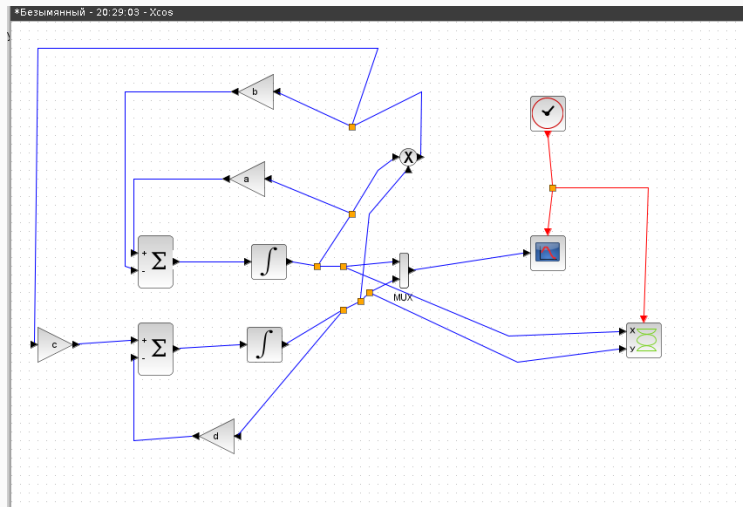 *Безымянный - 20:29:03 - Xcos
b
X
a
+
Σ
-
∫
MUX
X
Y
c
+
Σ
-
∫
d